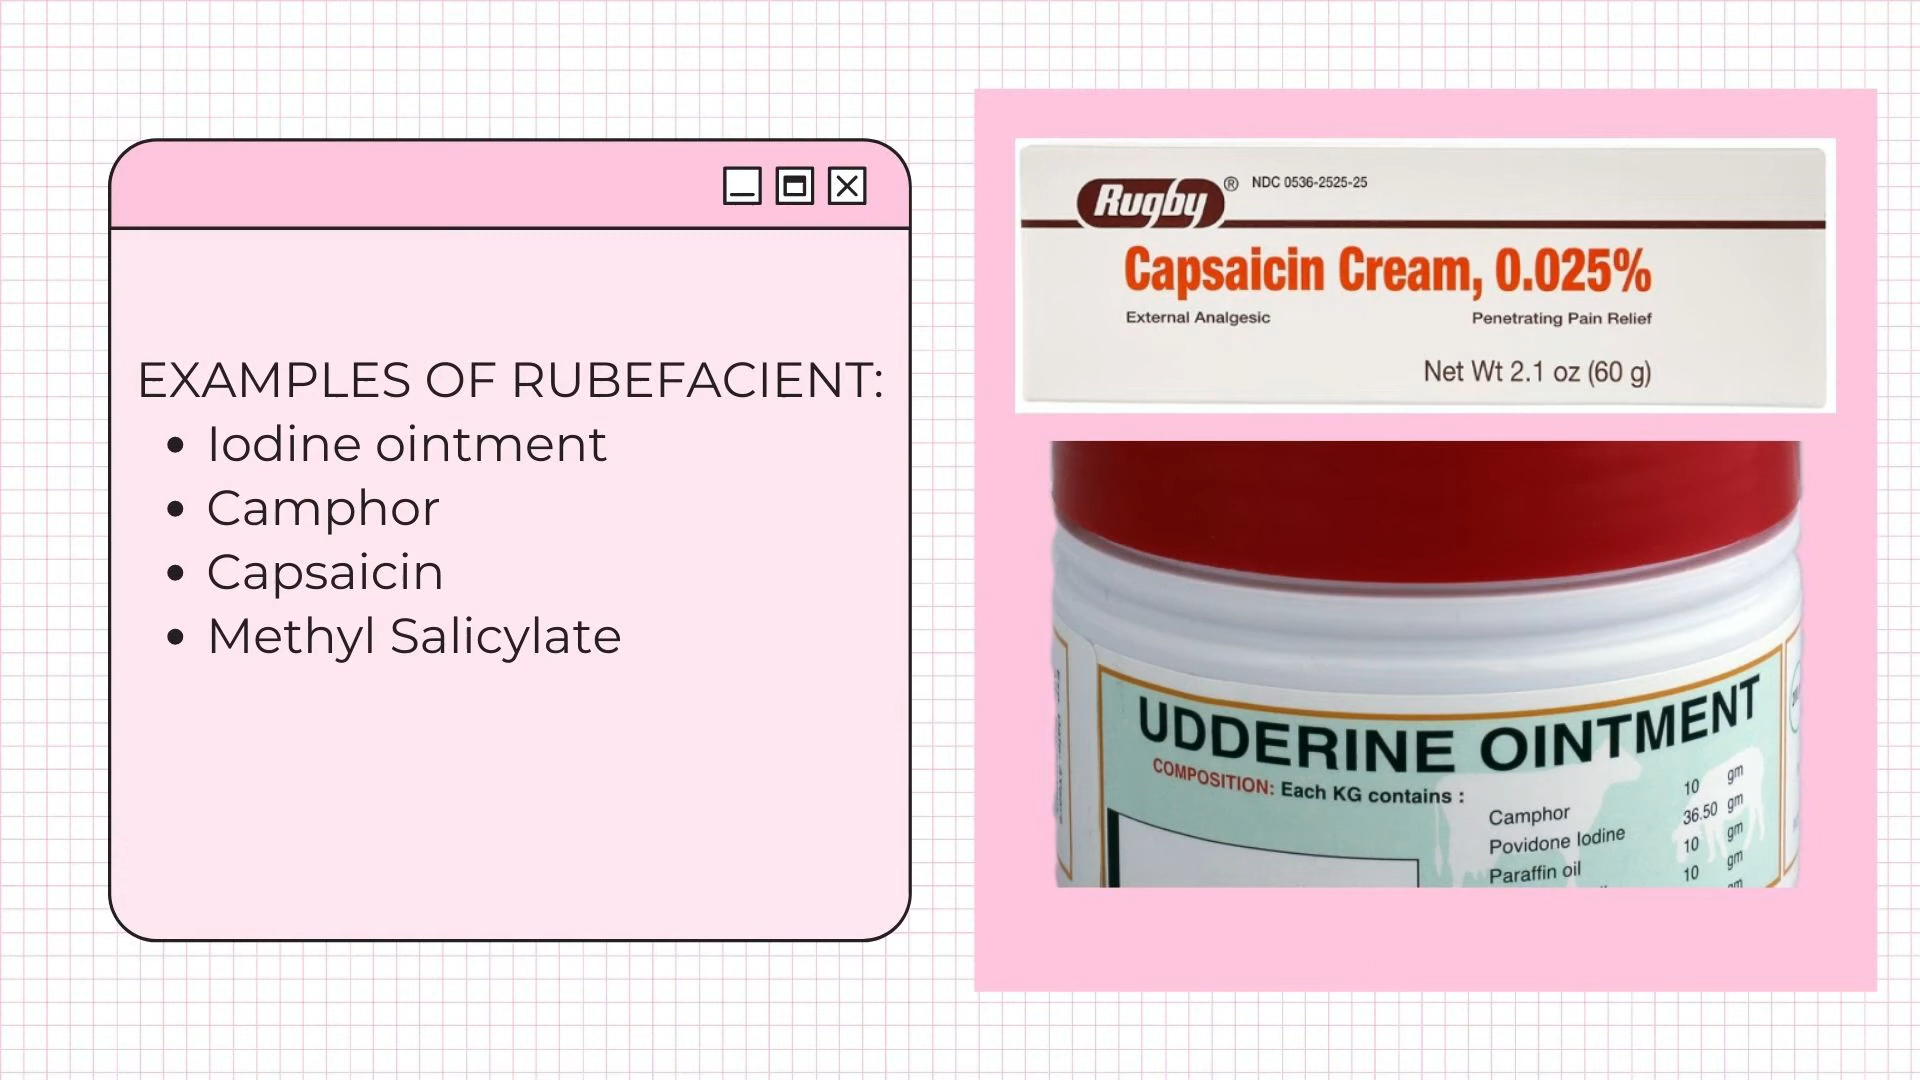 EXAMPLES OF RUBEFACIENT:
• Iodine ointment
• Camphor
• Capsaicin
• Methyl Salicylate
Rugby® NDC 0536-2525-25
Capsaicin Cream, 0.025%
External Analgesic Penetrating Pain Relief
Net Wt 2.1 oz (60 g)
UDDERINE OINTMENT
COMPOSITION: Each KG contains :
Camphor 10 gm
Povidone Iodine 36.50 gm
Paraffin oil 10 gm
10 gm